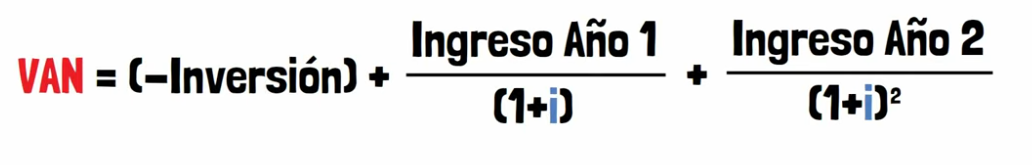 VAN = (-Inversión) + Ingreso Año 1 / (1+i) + Ingreso Año 2 / (1+i)²